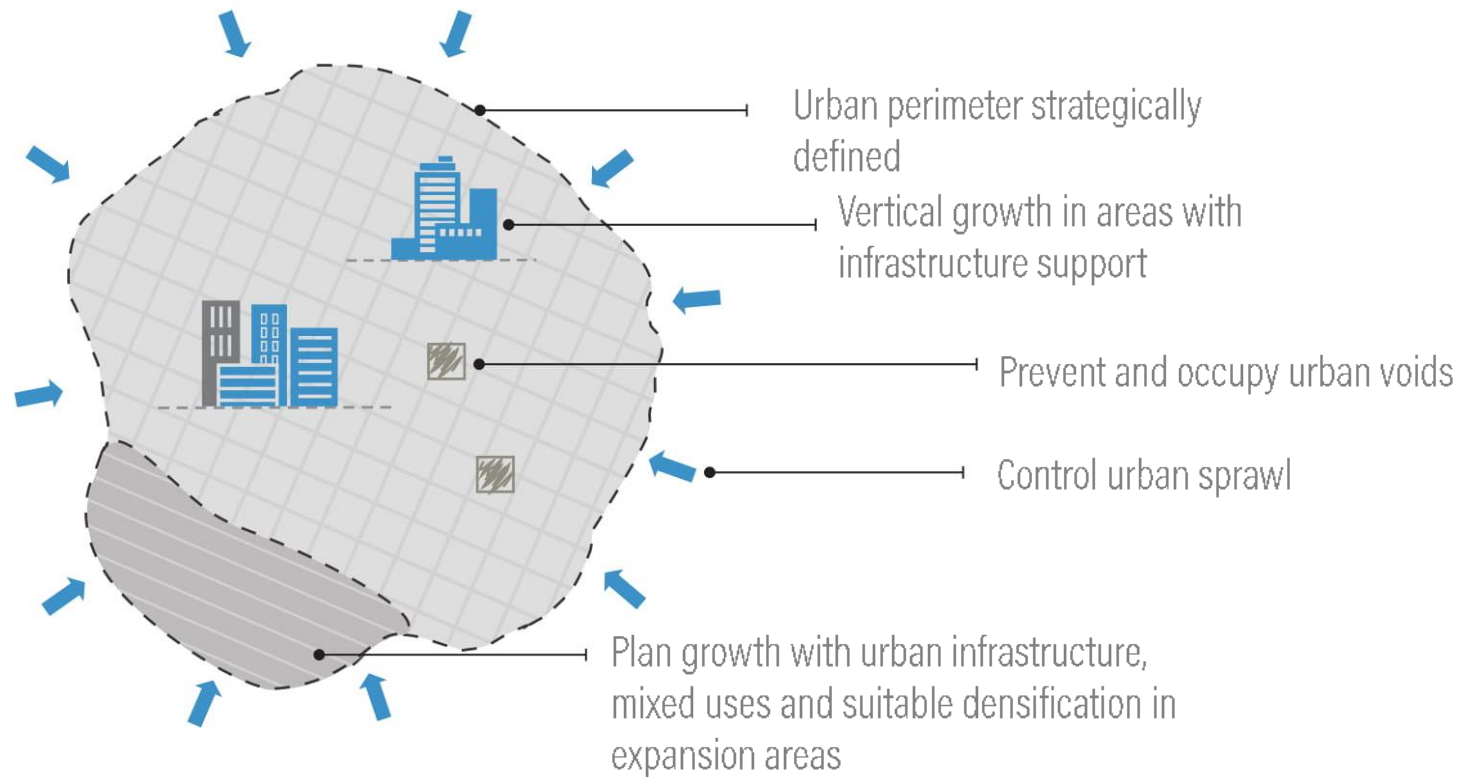 Urban perimeter strategically
defined
Vertical growth in areas with
infrastructure support
Prevent and occupy urban voids
Control urban sprawl
Plan growth with urban infrastructure,
mixed uses and suitable densification in
expansion areas